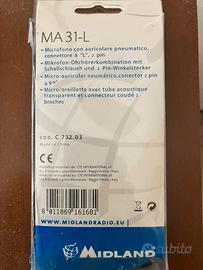 MA 31-L
• Microfono con auricolare pneumatico,
connettore a "L", 2 pin
• Mikrofon-Ohrhörerkombination mit
Schallschlauch und 2 Pin-Winkelstecker
• Micro-auricular neumático, conector 2 pin
a 90°
• Micro/oreillette avec tube acoustique
transparent et connecteur coudé 2
broches
COD. C 732.03
Made in China
CE
8 011869 161681
WWW.MIDLANDRADIO.EU
MIDLAND
subito